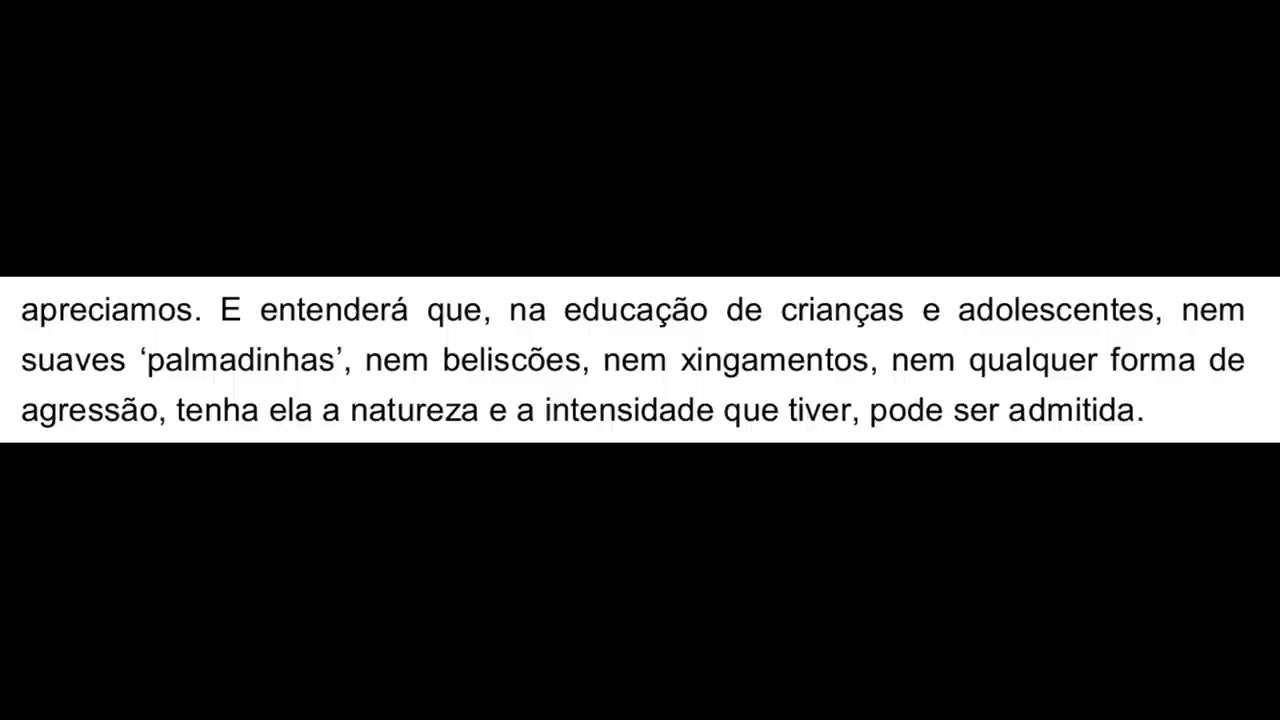 apreciamos. E entenderá que, na educação de crianças e adolescentes, nem
suaves ‘palmadinhas’, nem beliscões, nem xingamentos, nem qualquer forma de
agressão, tenha ela a natureza e a intensidade que tiver, pode ser admitida.